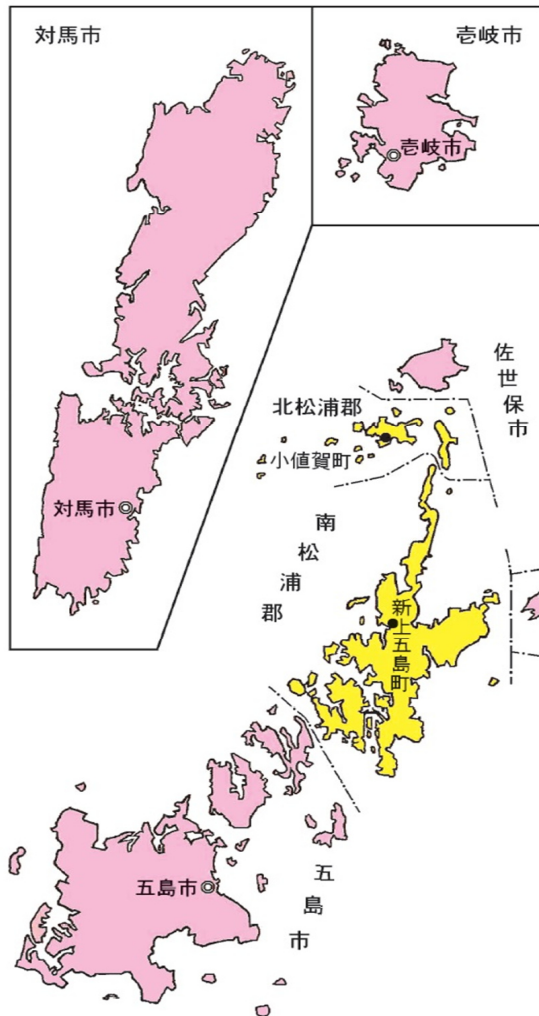 対馬市
壱岐市
壱岐市
佐世保市
北松浦郡
小値賀町
対馬市
南松浦郡
新上五島町
五島市
五島市